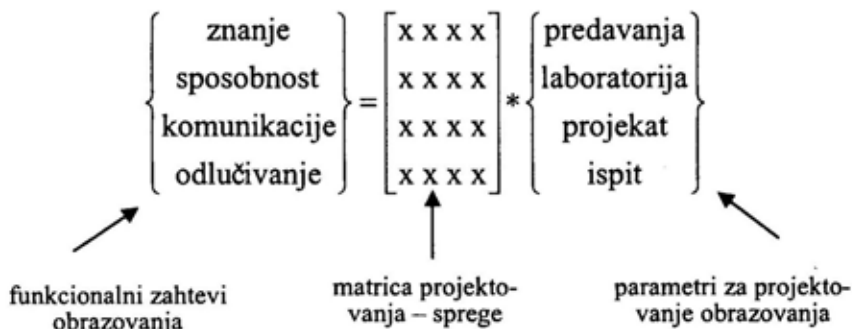 znanje x x x x predavanja
sposobnost x x x x laboratorija
= *
komunikacije x x x x projekat
odlučivanje x x x x ispit
funkcionalni zahtevi
obrazovanja
matrica projekto-
vanja – sprege
parametri za projekto-
vanje obrazovanja